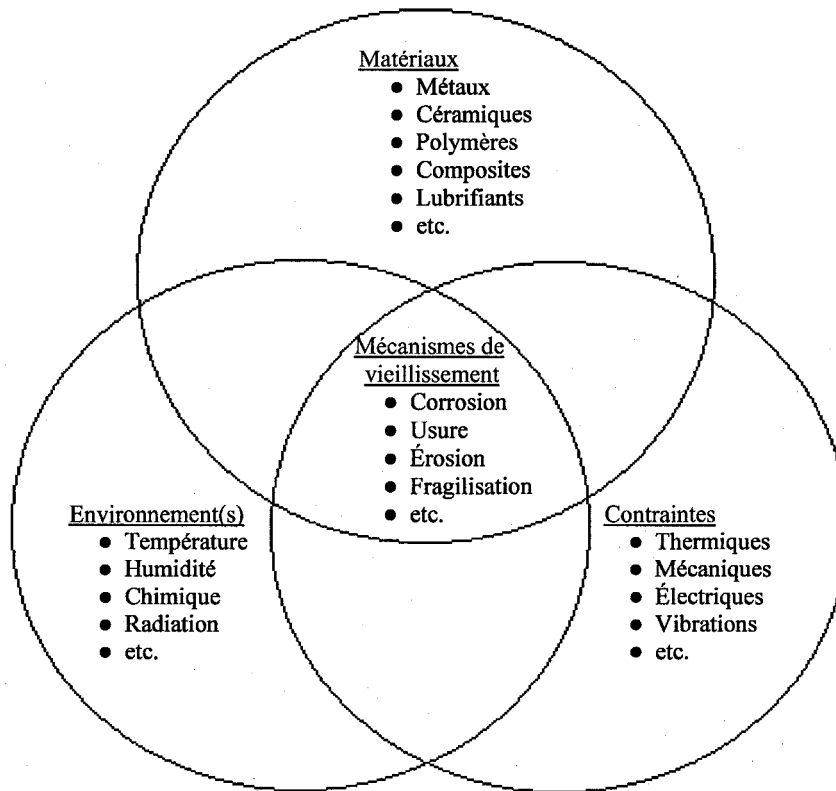 Matériaux
● Métaux
● Céramiques
● Polymères
● Composites
● Lubrifiants
● etc.
Mécanismes de
vieillissement
● Corrosion
● Usure
● Érosion
● Fragilisation
● etc.
Environnement(s)
● Température
● Humidité
● Chimique
● Radiation
● etc.
Contraintes
● Thermiques
● Mécaniques
● Électriques
● Vibrations
● etc.